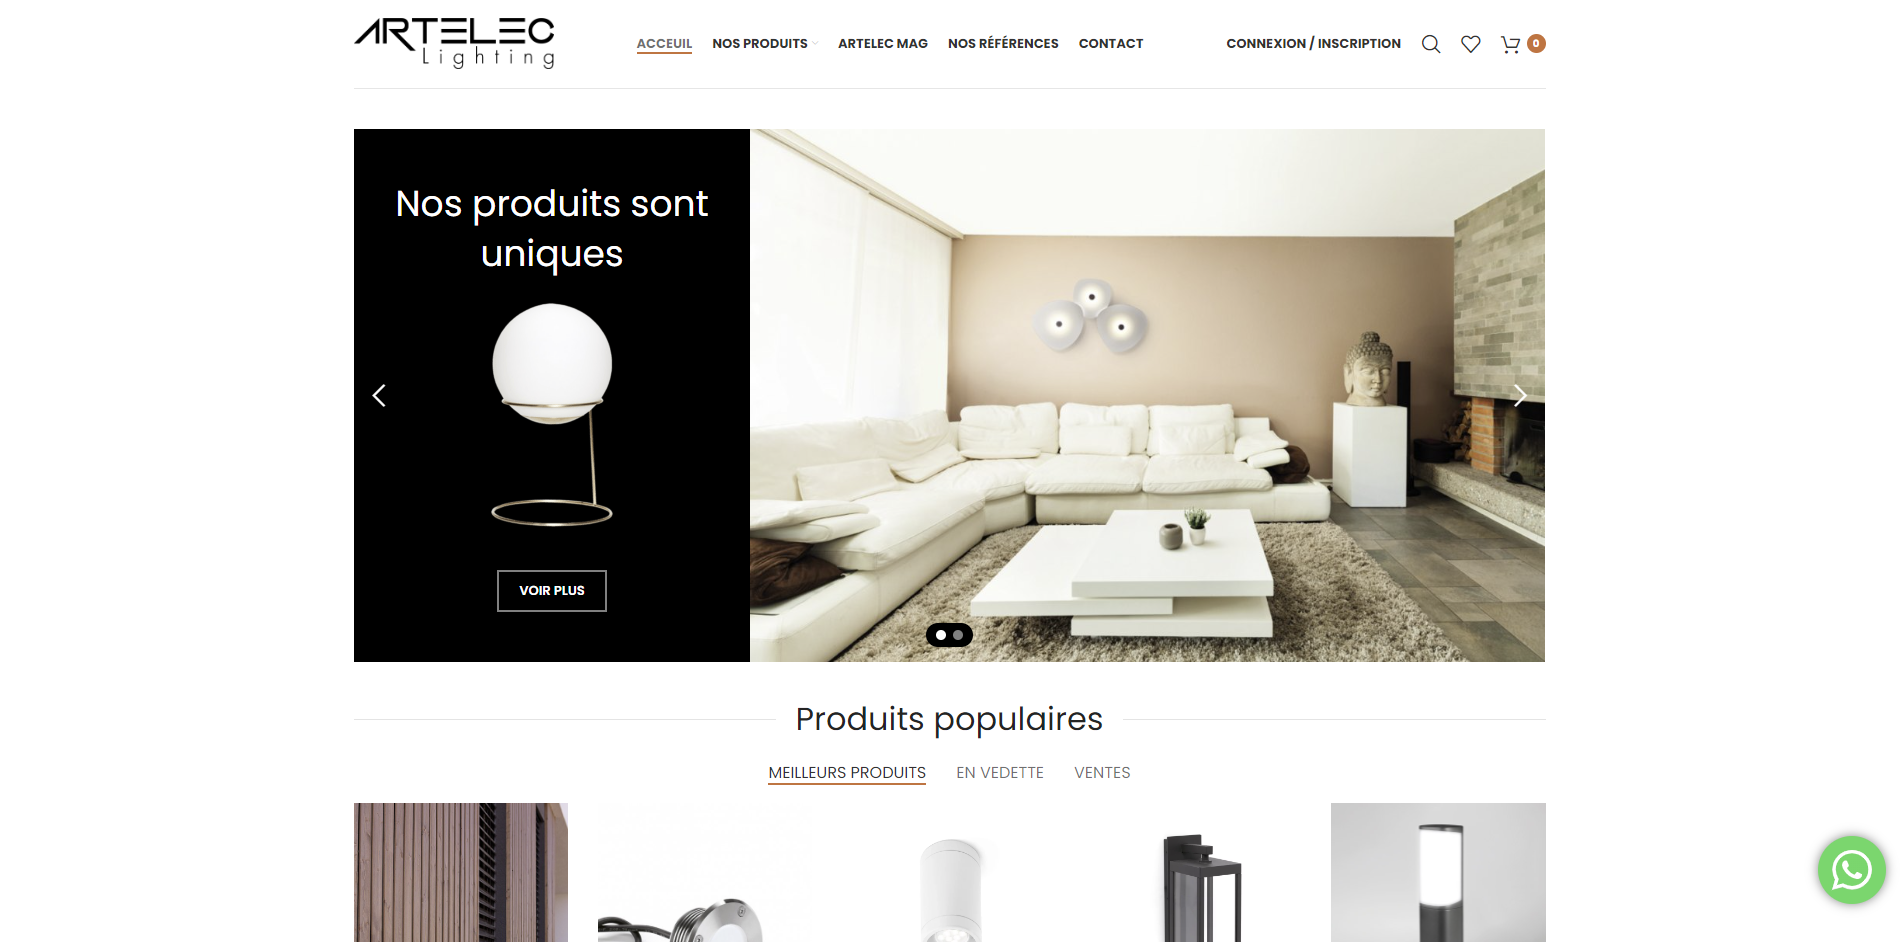 ARTELEC
Lighting
ACCEUIL
NOS PRODUITS
ARTELEC MAG
NOS RÉFÉRENCES
CONTACT
CONNEXION / INSCRIPTION
0
Nos produits sont
uniques
VOIR PLUS
Produits populaires
MEILLEURS PRODUITS
EN VEDETTE
VENTES